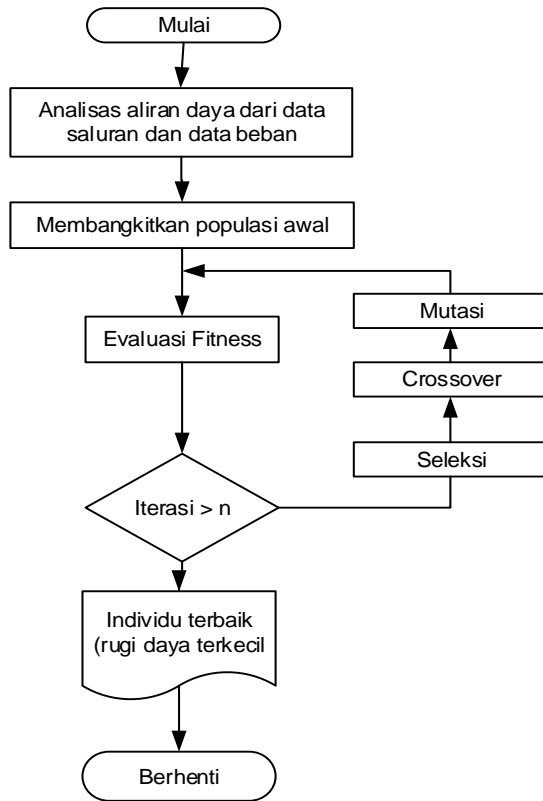 Mulai
Analisas aliran daya dari data
saluran dan data beban
Membangkitkan populasi awal
Evaluasi Fitness
Mutasi
Crossover
Seleksi
Iterasi > n
Individu terbaik
(rugi daya terkecil
Berhenti